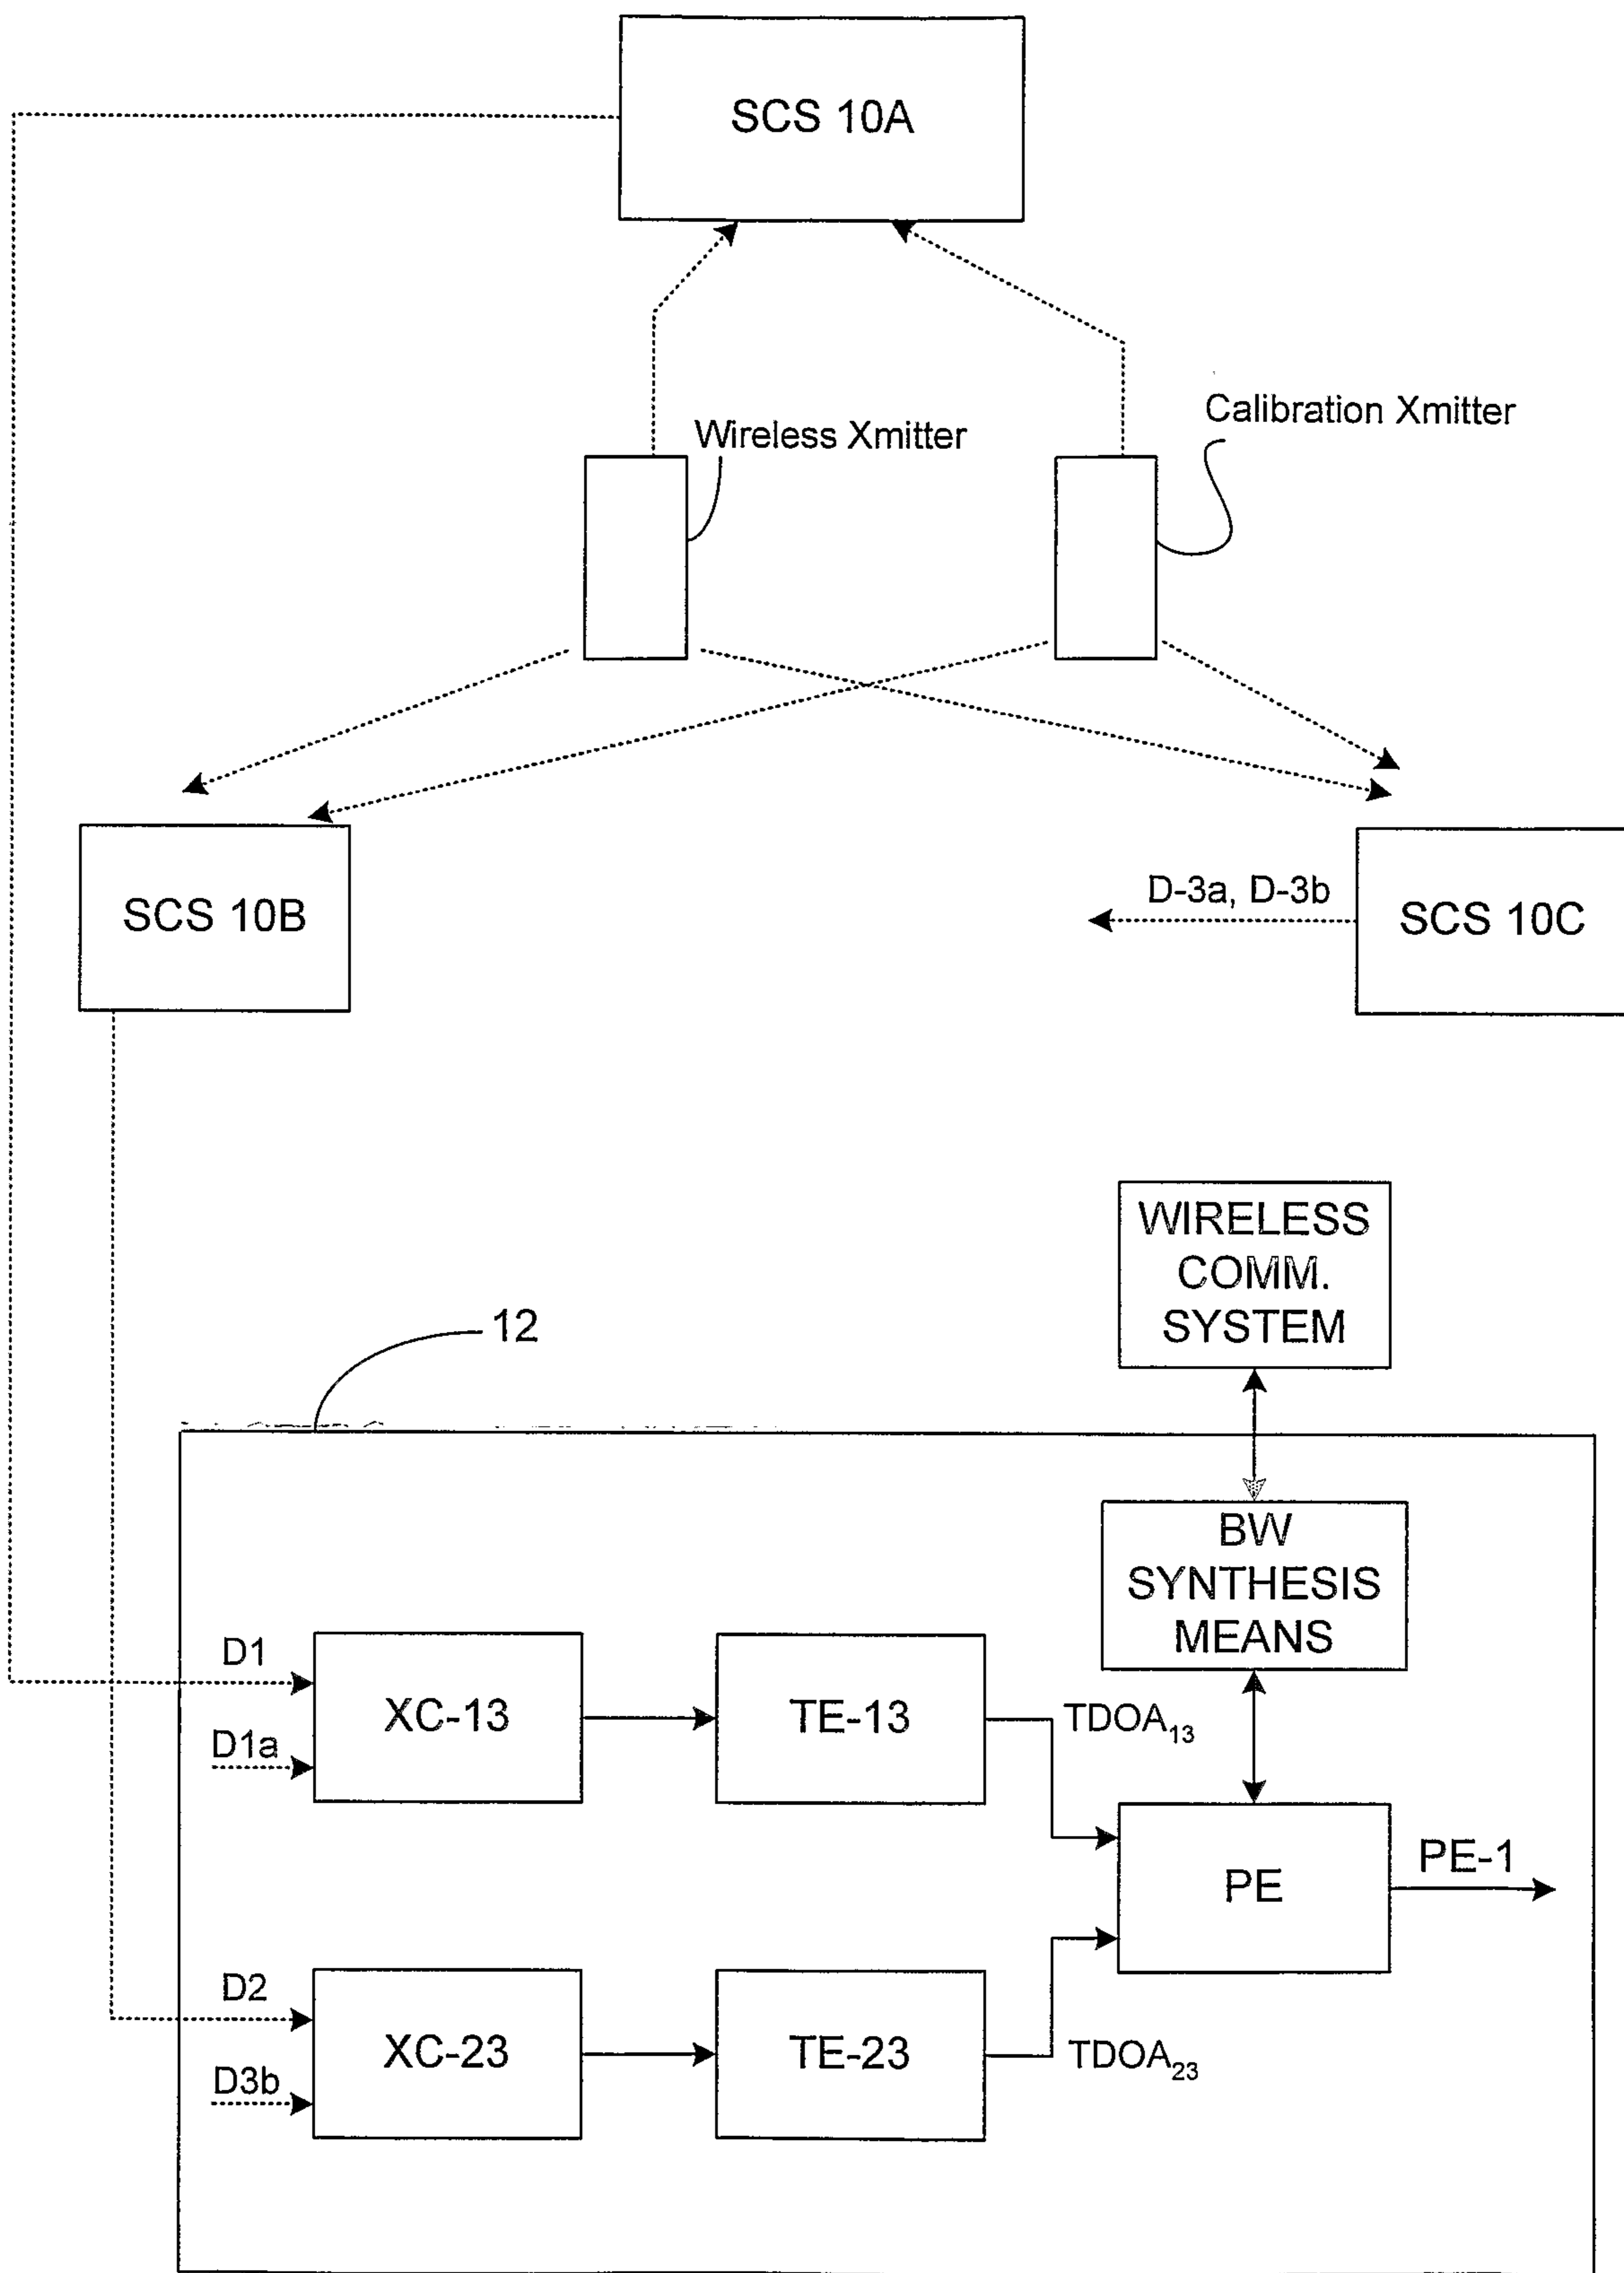 SCS 10A
Calibration Xmitter
Wireless Xmitter
SCS 10B
D-3a, D-3b
SCS 10C
WIRELESS
COMM.
SYSTEM
12
BW
SYNTHESIS
MEANS
D1
XC-13
TE-13
TDOA13
D1a
PE
PE-1
D2
XC-23
TE-23
TDOA23
D3b